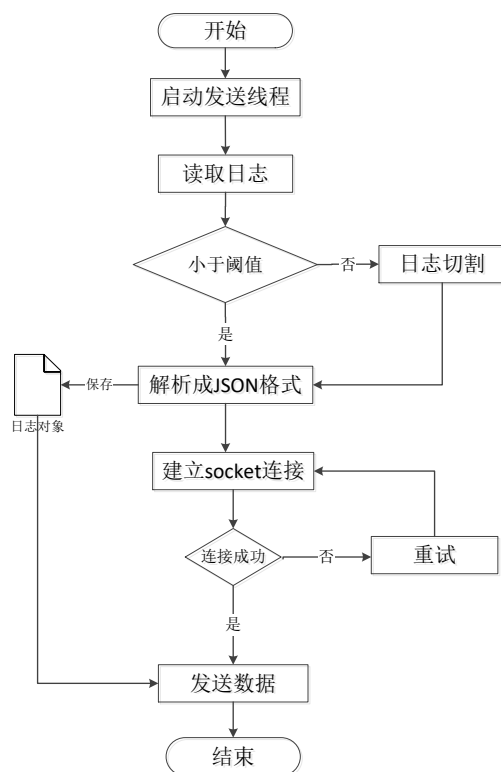 开始
启动发送线程
读取日志
小于阈值
否
日志切割
是
解析成JSON格式
保存
日志对象
建立socket连接
连接成功
否
重试
是
发送数据
结束